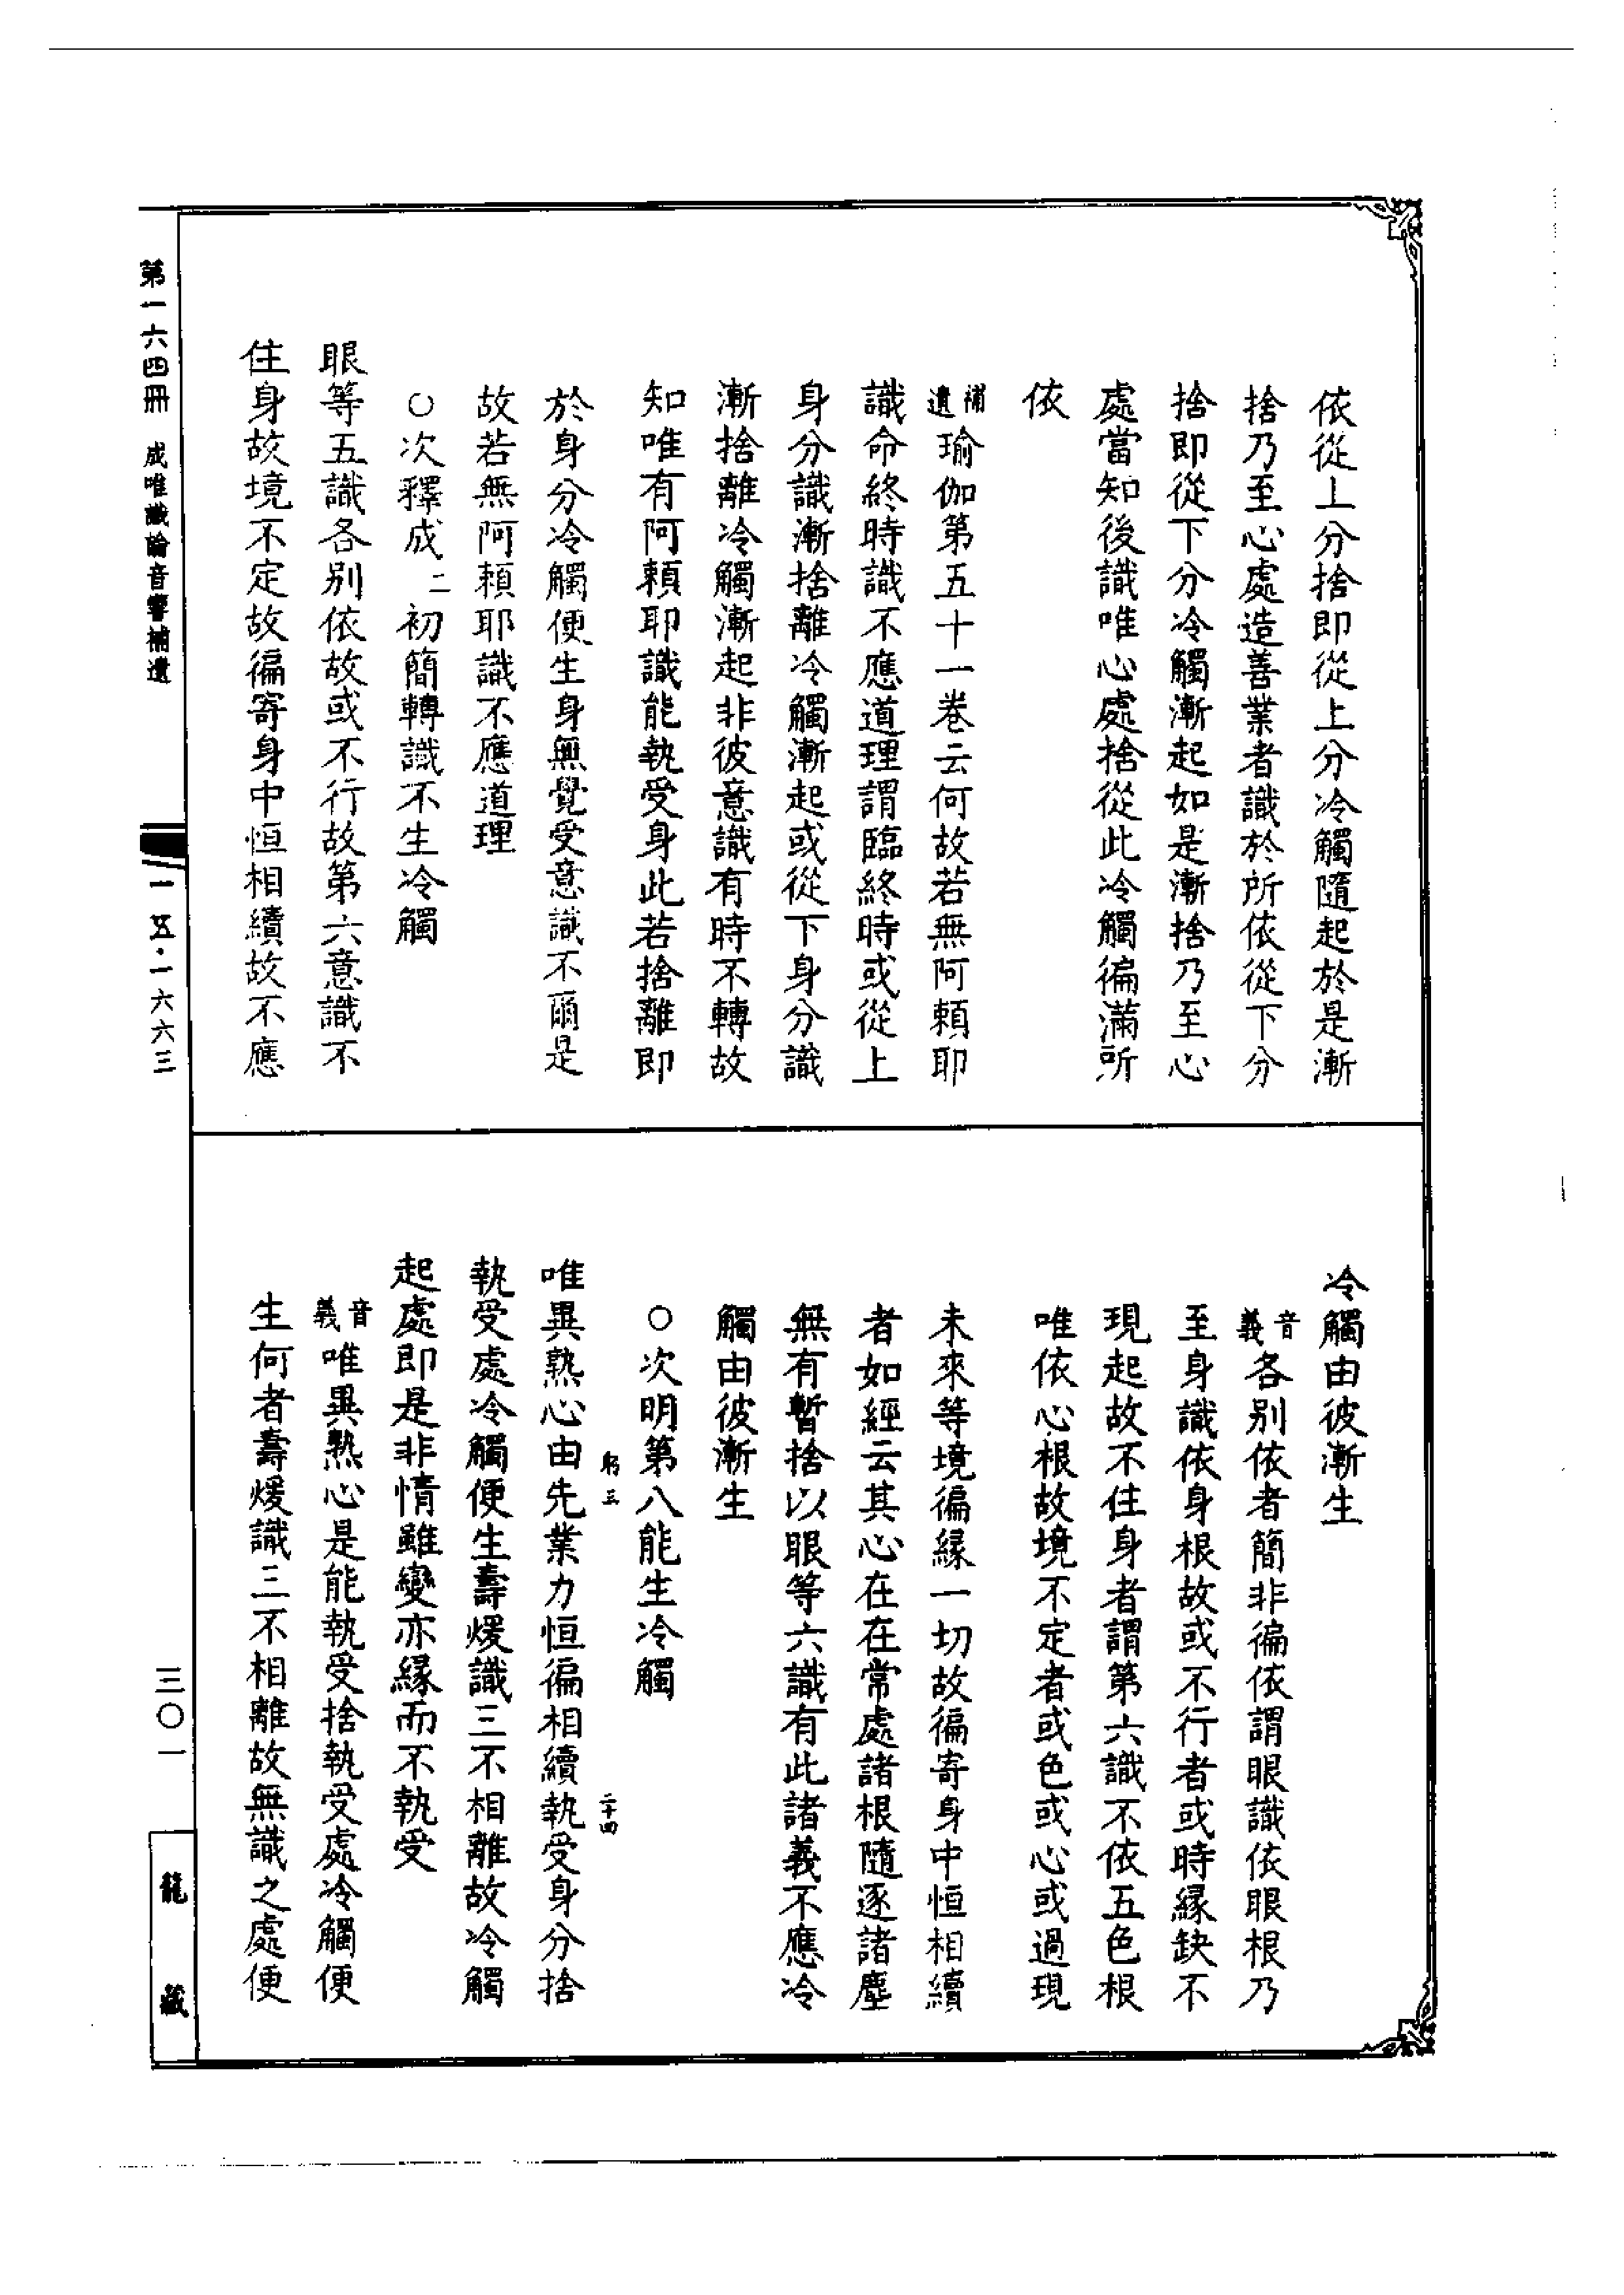 依從上分捨即從上分冷觸隨起於是漸
捨乃至心處造善業者識於所依從下分
捨即從下分冷觸漸起如是漸捨乃至心
處當知後識唯心處捨從此冷觸徧滿所
依
補遺瑜伽第五十一卷云何故若無阿賴耶
識命終時識不應道理謂臨終時或從上
身分識漸捨離冷觸漸起或從下身分識
漸捨離冷觸漸起非彼意識有時不轉故
知唯有阿賴耶識能執受身此若捨離即
於身分冷觸便生身無覺受意識不爾是
故若無阿賴耶識不應道理
○次釋成二初簡轉識不生冷觸
眼等五識各別依故或不行故第六意識不
住身故境不定故徧寄身中恒相續故不應
冷觸由彼漸生
音義各別依者簡非徧依謂眼識依眼根乃
至身識依身根故或不行者或時緣缺不
現起故不住身者謂第六識不依五色根
唯依心根故境不定者或色或心或過現
未來等境徧緣一切故徧寄身中恒相續
者如經云其心在在常處諸根隨逐諸塵
無有暫捨以眼等六識有此諸義不應冷
觸由彼漸生
○次明第八能生冷觸
躬三 二十四
唯異熟心由先業力恒徧相續執受身分捨
執受處冷觸便生壽煖識三不相離故冷觸
起處即是非情雖變亦緣而不執受
音義唯異熟心是能執受捨執受處冷觸便
生何者壽煖識三不相離故無識之處便
第一六四冊 成唯識論音響補遺
一五·一六六三
三〇一
龍藏